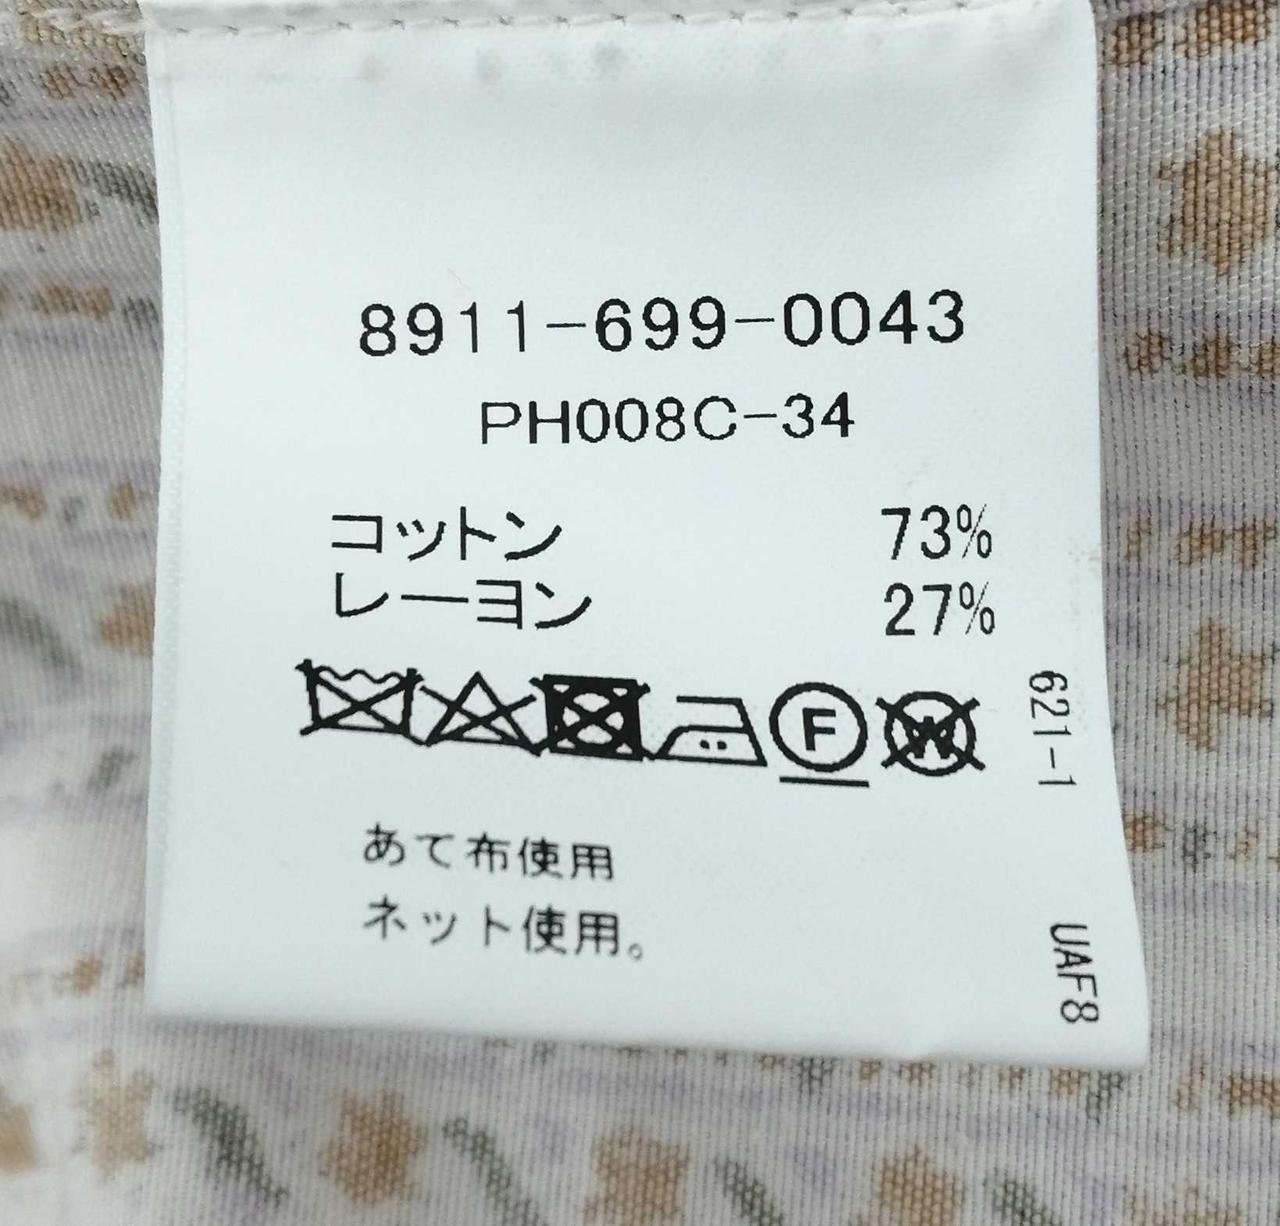 8911-699-0043
PH008C-34
コットン 73%
レーヨン 27%
F W
あて布使用
ネット使用。
621-1
UAF8